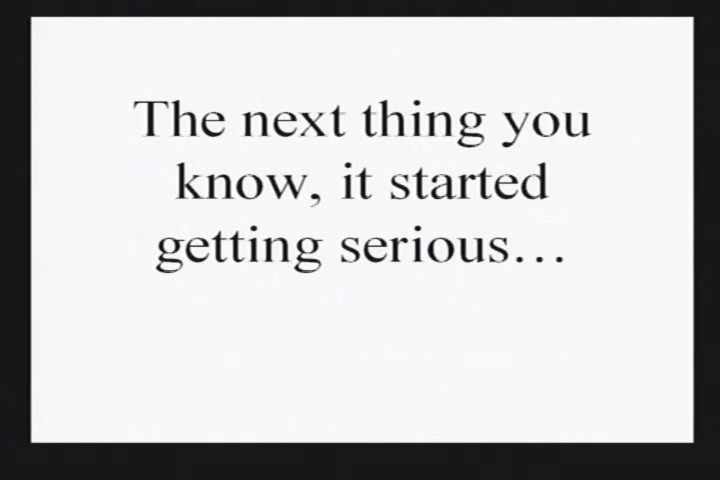 The next thing you
know, it started
getting serious…